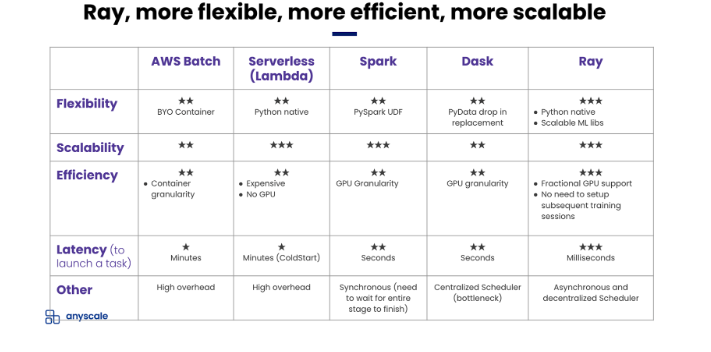 Ray, more flexible, more efficient, more scalable
AWS Batch
Serverless
(Lambda)
Spark
Dask
Ray
Flexibility
★★
BYO Container
★★
Python native
★★
PySpark UDF
★★
PyData drop in
replacement
★★★
• Python native
• Scalable ML libs
Scalability
★★
★★★
★★★
★★
★★★
Efficiency
★★
• Container
granularity
★★
• Expensive
• No GPU
★★
GPU Granularity
★★
GPU granularity
★★★
• Fractional GPU support
• No need to setup
subsequent training
sessions
Latency (to
launch a task)
★
Minutes
★
Minutes (ColdStart)
★★
Seconds
★★
Seconds
★★★
Milliseconds
Other
High overhead
High overhead
Synchronous (need
to wait for entire
stage to finish)
Centralized Scheduler
(bottleneck)
Asynchronous and
decentralized Scheduler
anyscale